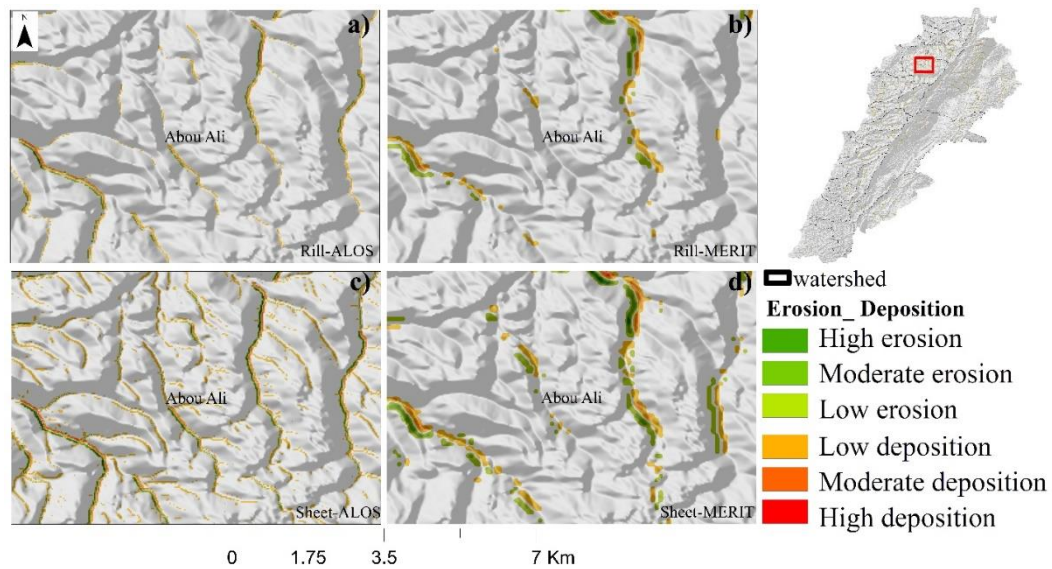 N
a)
Abou Ali
Rill-ALOS
b)
Abou Ali
Rill-MERIT
c)
Abou Ali
Sheet-ALOS
d)
Abou Ali
Sheet-MERIT
watershed
Erosion_ Deposition
High erosion
Moderate erosion
Low erosion
Low deposition
Moderate deposition
High deposition
0 1.75 3.5 7 Km